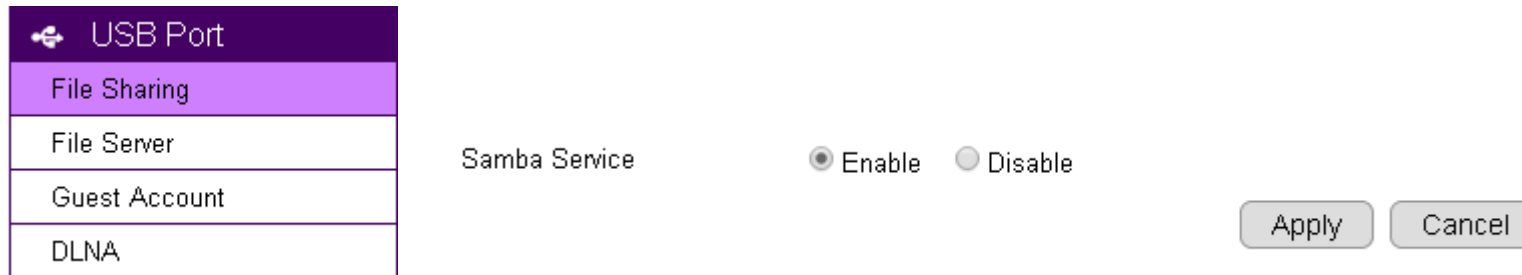 USB Port
File Sharing
File Server
Guest Account
DLNA
Samba Service Enable Disable
Apply Cancel